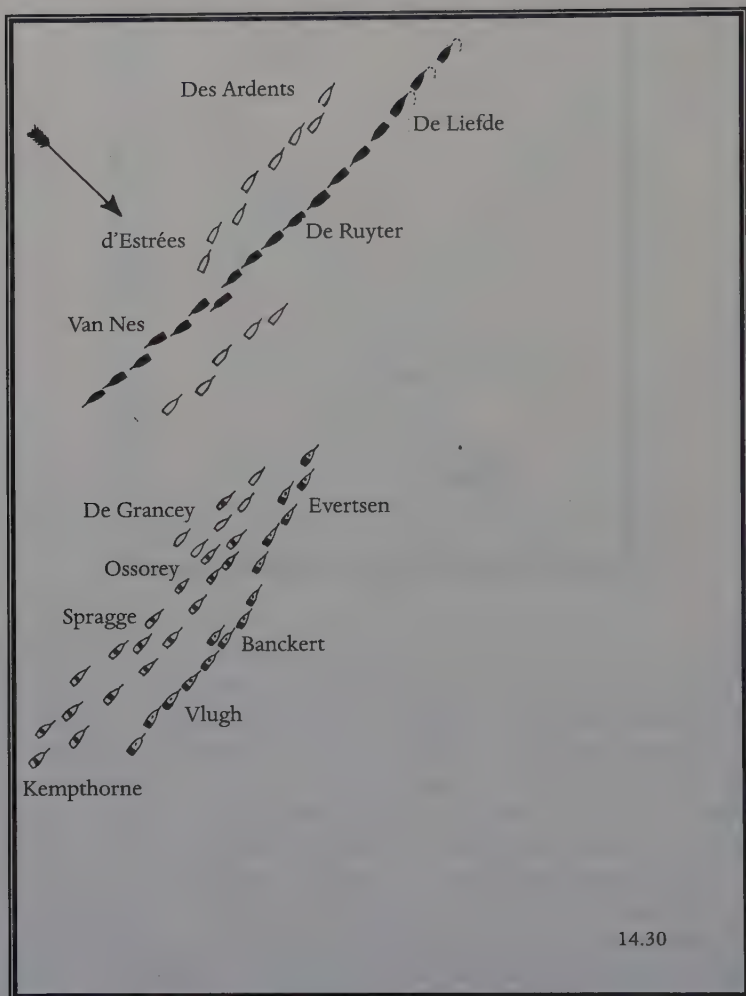 Des Ardents
De Liefde
d'Estrées
De Ruyter
Van Nes
De Grancey
Evertsen
Ossorey
Spragge
Banckert
Vlugh
Kempthorne
14.30